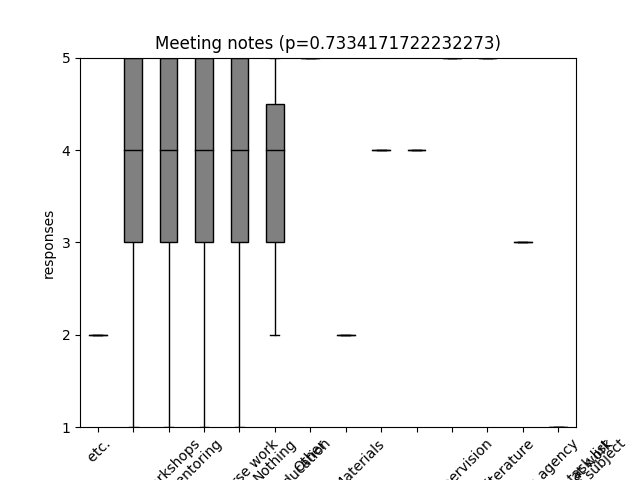 Meeting notes (p=0.7334171722232273)
5
4
3
2
1
responses
etc.
rkshops
entoring
se work
Nothing
ducation
Other
Materials
ervision
iterature
agency
subject